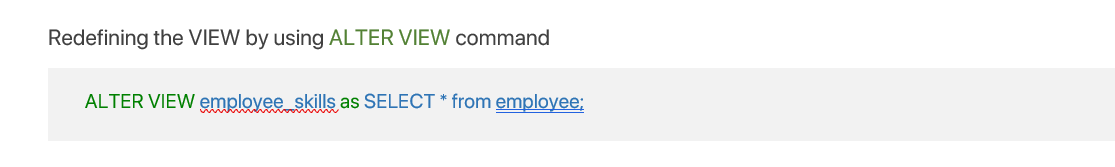 Redefining the VIEW by using ALTER VIEW command
ALTER VIEW employee_skills as SELECT * from employee;